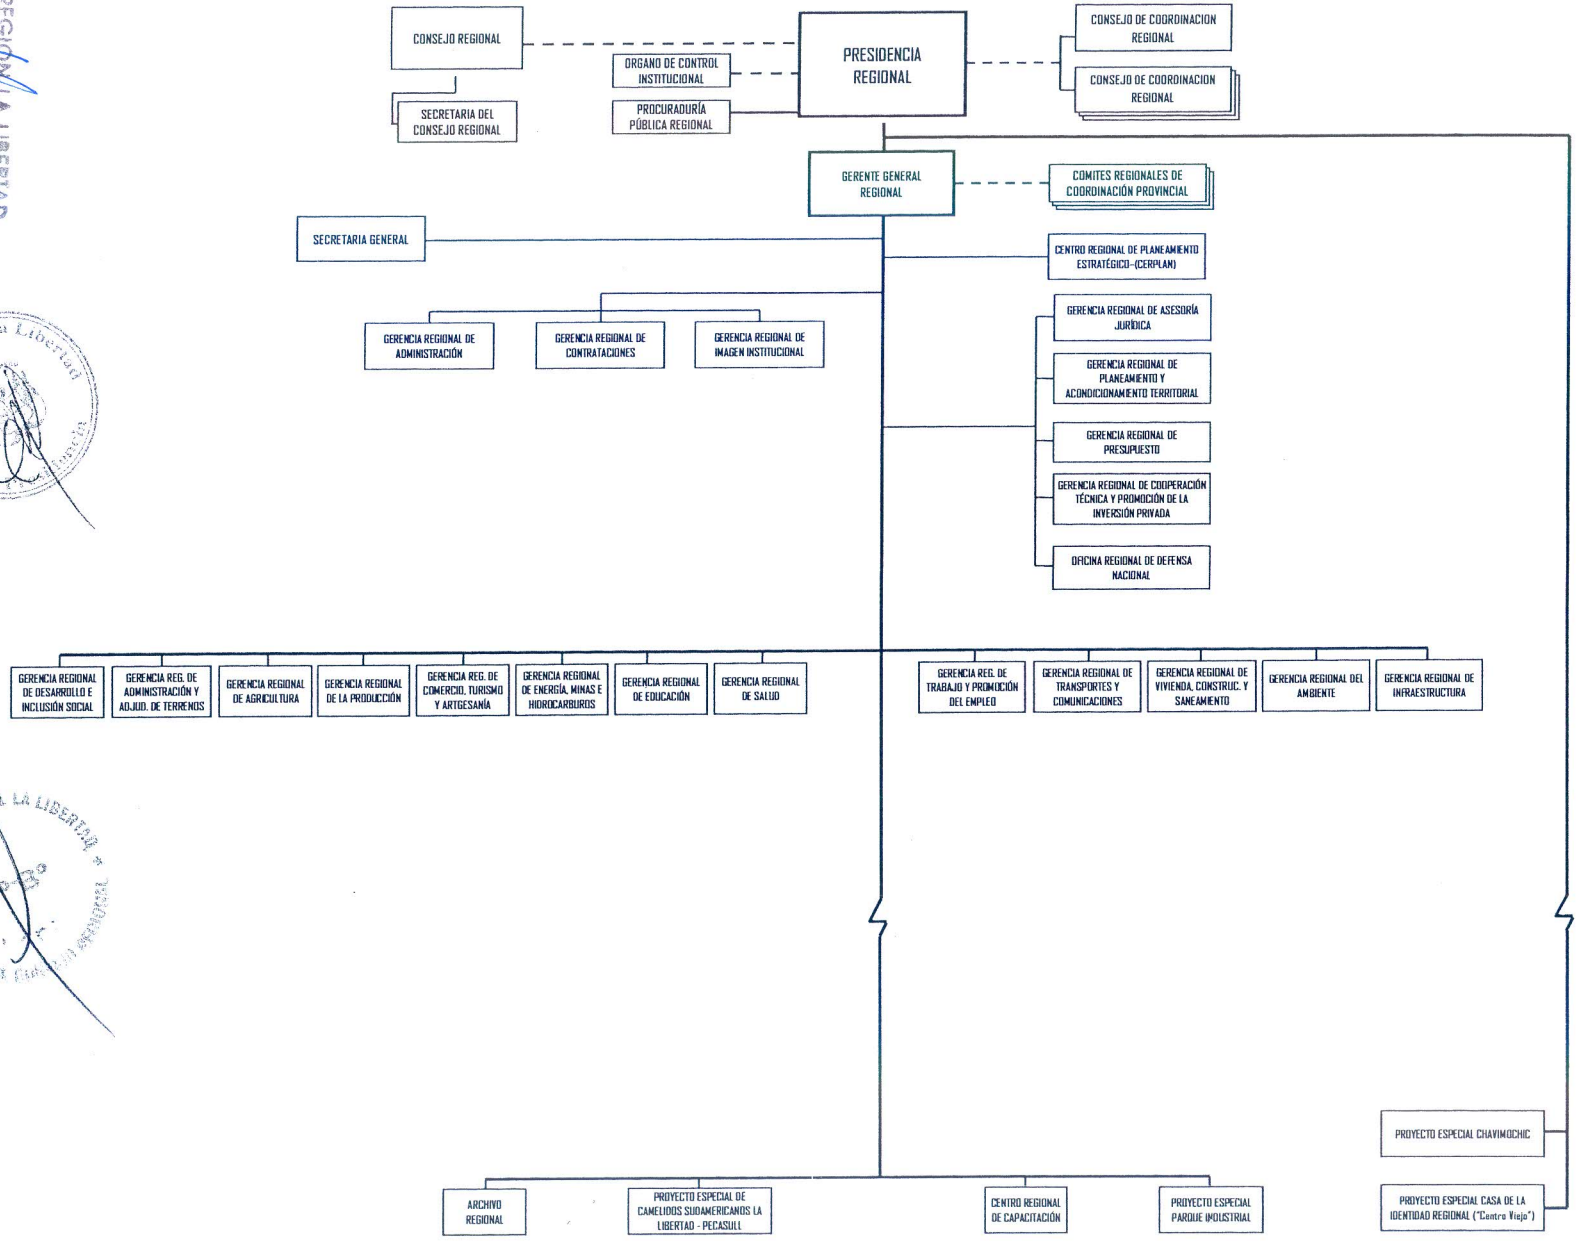 REGIÓN LA LIBERTAD
CONSEJO REGIONAL
SECRETARIA DEL
CONSEJO REGIONAL
ORGANO DE CONTROL
INSTITUCIONAL
PROCURADURÍA
PÚBLICA REGIONAL
PRESIDENCIA
REGIONAL
CONSEJO DE COORDINACION
REGIONAL
CONSEJO DE COORDINACION
REGIONAL
GERENTE GENERAL
REGIONAL
COMITES REGIONALES DE
COORDINACIÓN PROVINCIAL
SECRETARIA GENERAL
CENTRO REGIONAL DE PLANEAMIENTO
ESTRATÉGICO-(CERPLAN)
GERENCIA REGIONAL DE
ADMINISTRACIÓN
GERENCIA REGIONAL DE
CONTRATACIONES
GERENCIA REGIONAL DE
IMAGEN INSTITUCIONAL
GERENCIA REGIONAL DE ASESORÍA
JURÍDICA
GERENCIA REGIONAL DE
PLANEAMIENTO Y
ACONDICIONAMIENTO TERRITORIAL
GERENCIA REGIONAL DE
PRESUPUESTO
GERENCIA REGIONAL DE COOPERACIÓN
TÉCNICA Y PROMOCIÓN DE LA
INVERSIÓN PRIVADA
OFICINA REGIONAL DE DEFENSA
NACIONAL
Libertad
GERENCIA REGIONAL
DE DESARROLLO E
INCLUSIÓN SOCIAL
GERENCIA REG. DE
ADMINISTRACIÓN Y
ADJUD. DE TERRENOS
GERENCIA REGIONAL
DE AGRICULTURA
GERENCIA REGIONAL
DE LA PRODUCCIÓN
GERENCIA REG. DE
COMERCIO, TURISMO
Y ARTGESANÍA
GERENCIA REGIONAL
DE ENERGÍA, MINAS E
HIDROCARBUROS
GERENCIA REGIONAL
DE EDUCACIÓN
GERENCIA REGIONAL
DE SALUD
GERENCIA REG. DE
TRABAJO Y PROMOCIÓN
DEL EMPLEO
GERENCIA REGIONAL DE
TRANSPORTES Y
COMUNICACIONES
GERENCIA REGIONAL DE
VIVIENDA, CONSTRUC. Y
SANEAMIENTO
GERENCIA REGIONAL DEL
AMBIENTE
GERENCIA REGIONAL DE
INFRAESTRUCTURA
LA LIBERTAD
PROYECTO ESPECIAL CHAVIMOCHIC
ARCHIVO
REGIONAL
PROYECTO ESPECIAL DE
CAMELIDOS SUDAMERICANOS LA
LIBERTAD - PECASULL
CENTRO REGIONAL
DE CAPACITACIÓN
PROYECTO ESPECIAL
PARQUE INDUSTRIAL
PROYECTO ESPECIAL CASA DE LA
IDENTIDAD REGIONAL ("Centro Viejo")